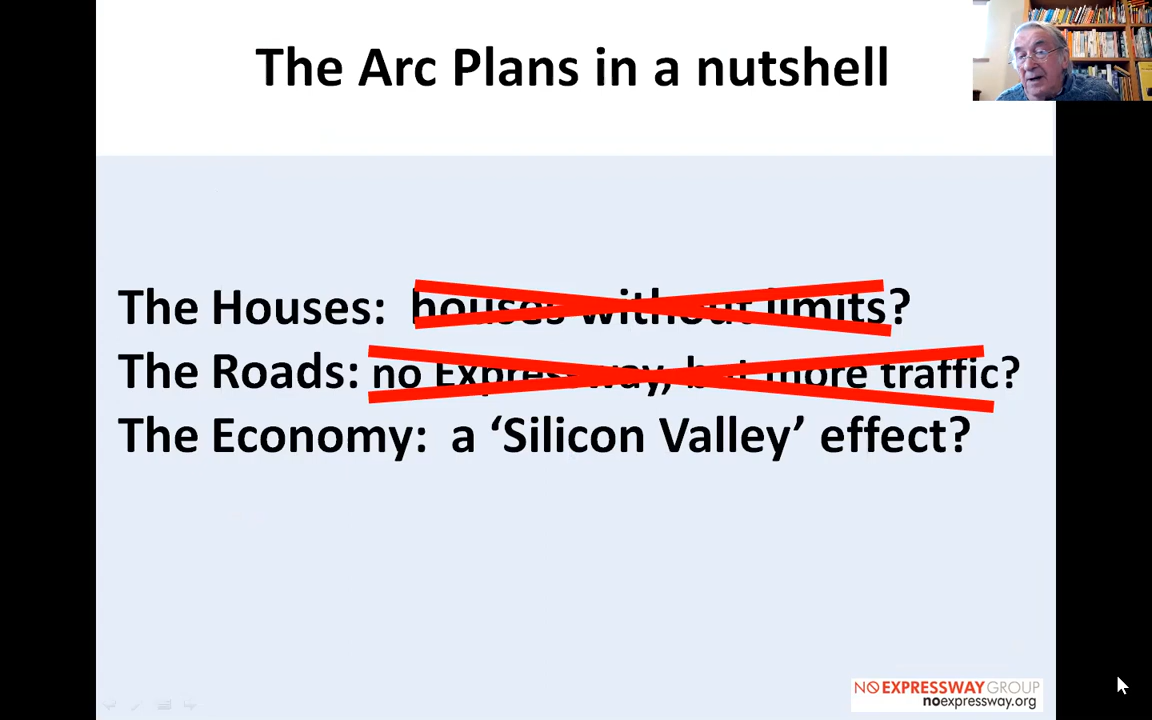 The Arc Plans in a nutshell
The Houses: houses without limits?
The Roads: no Expressway, but more traffic?
The Economy: a ‘Silicon Valley’ effect?
NO EXPRESSWAY GROUP
noexpressway.org